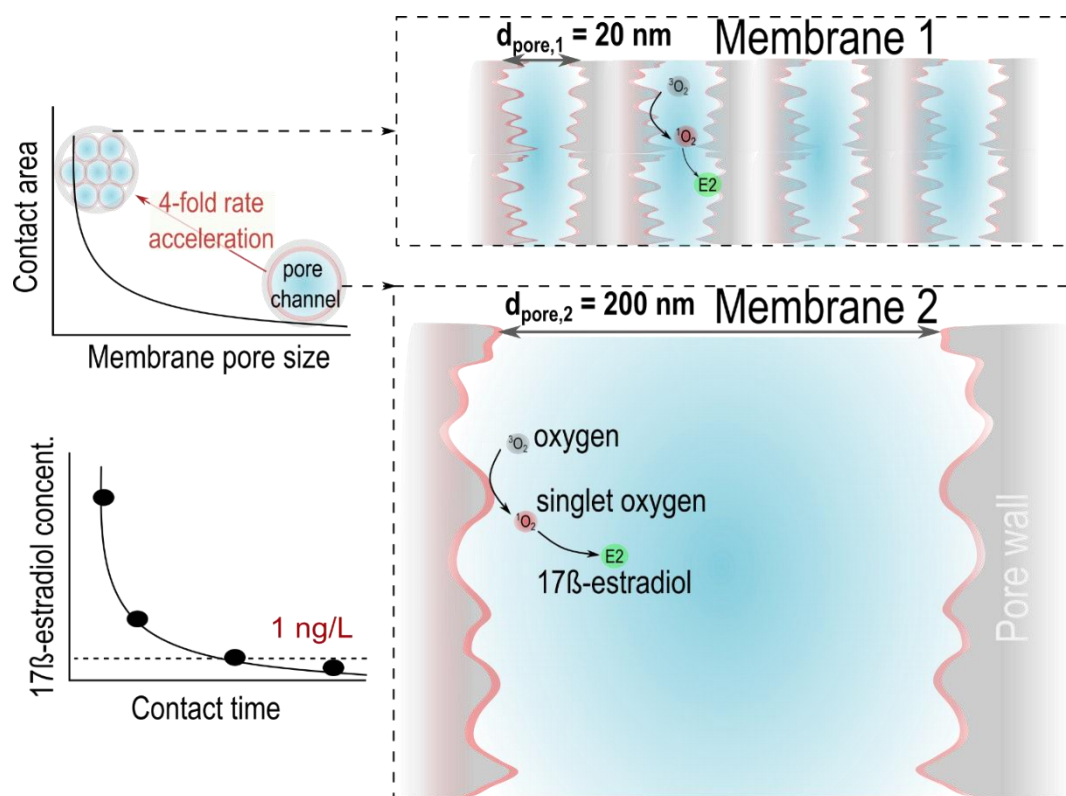 Contact area
4-fold rate
acceleration
pore
channel
Membrane pore size
d_pore,1 = 20 nm
Membrane 1
³O₂
¹O₂
E2
d_pore,2 = 200 nm
Membrane 2
³O₂ oxygen
singlet oxygen
¹O₂
E2
17ß-estradiol
Pore wall
17ß-estradiol concent.
1 ng/L
Contact time